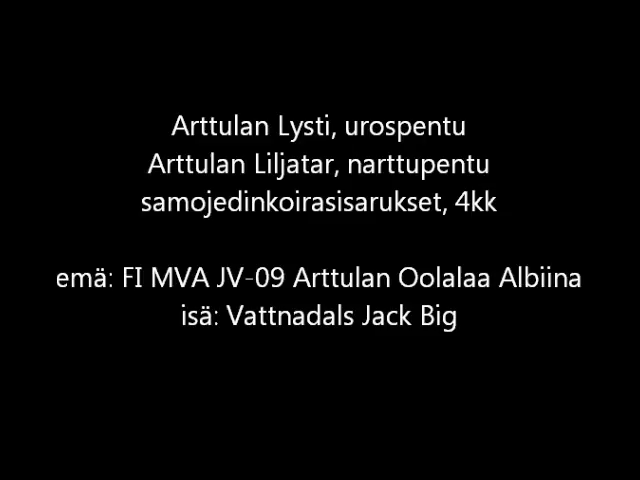 Arttulan Lysti, urospentu
Arttulan Liljatar, narttupentu
samojedinkoirasisarukset, 4kk
emä: FI MVA JV-09 Arttulan Oolalaa Albiina
isä: Vattnadals Jack Big